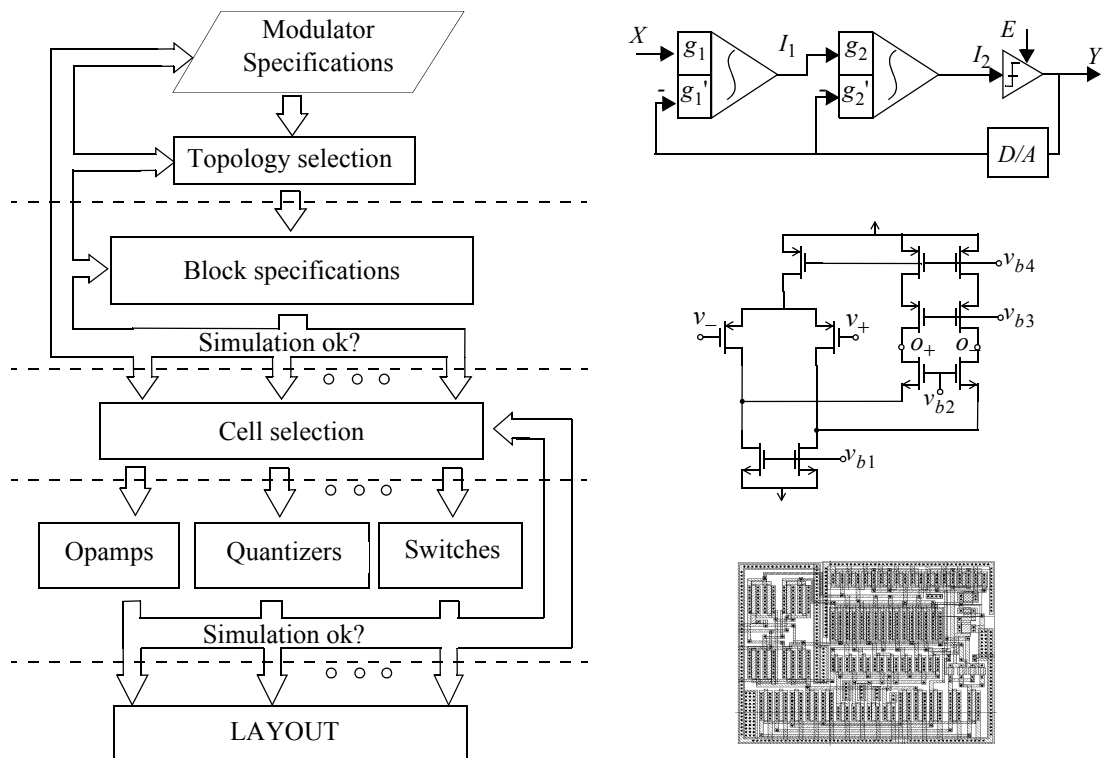 Modulator
Specifications
Topology selection
Block specifications
Simulation ok?
Cell selection
Opamps
Quantizers
Switches
Simulation ok?
LAYOUT
X
g1
g1'
-
I1
g2
g2'
-
I2
E
Y
D/A
vb4
vb3
v−
v+
o+
o−
vb2
vb1